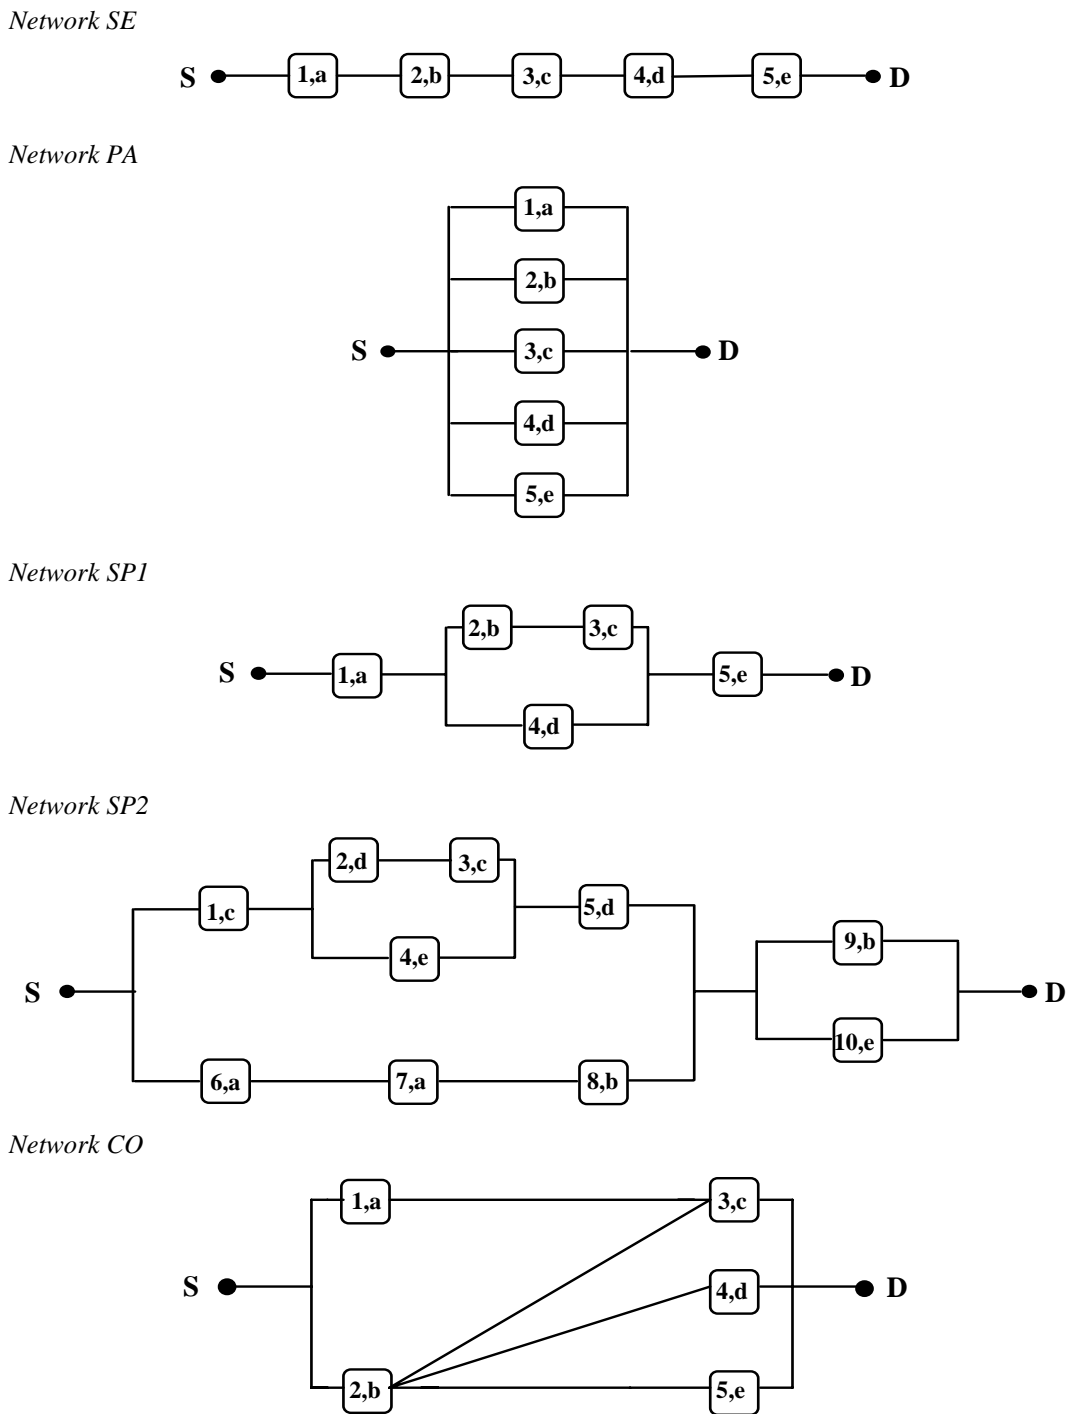 Network SE
S 1,a 2,b 3,c 4,d 5,e D
Network PA
1,a
2,b
S 3,c D
4,d
5,e
Network SP1
2,b 3,c
S 1,a 5,e D
4,d
Network SP2
2,d 3,c
1,c 5,d
4,e 9,b
S D
10,e
6,a 7,a 8,b
Network CO
1,a 3,c
S 4,d D
2,b 5,e